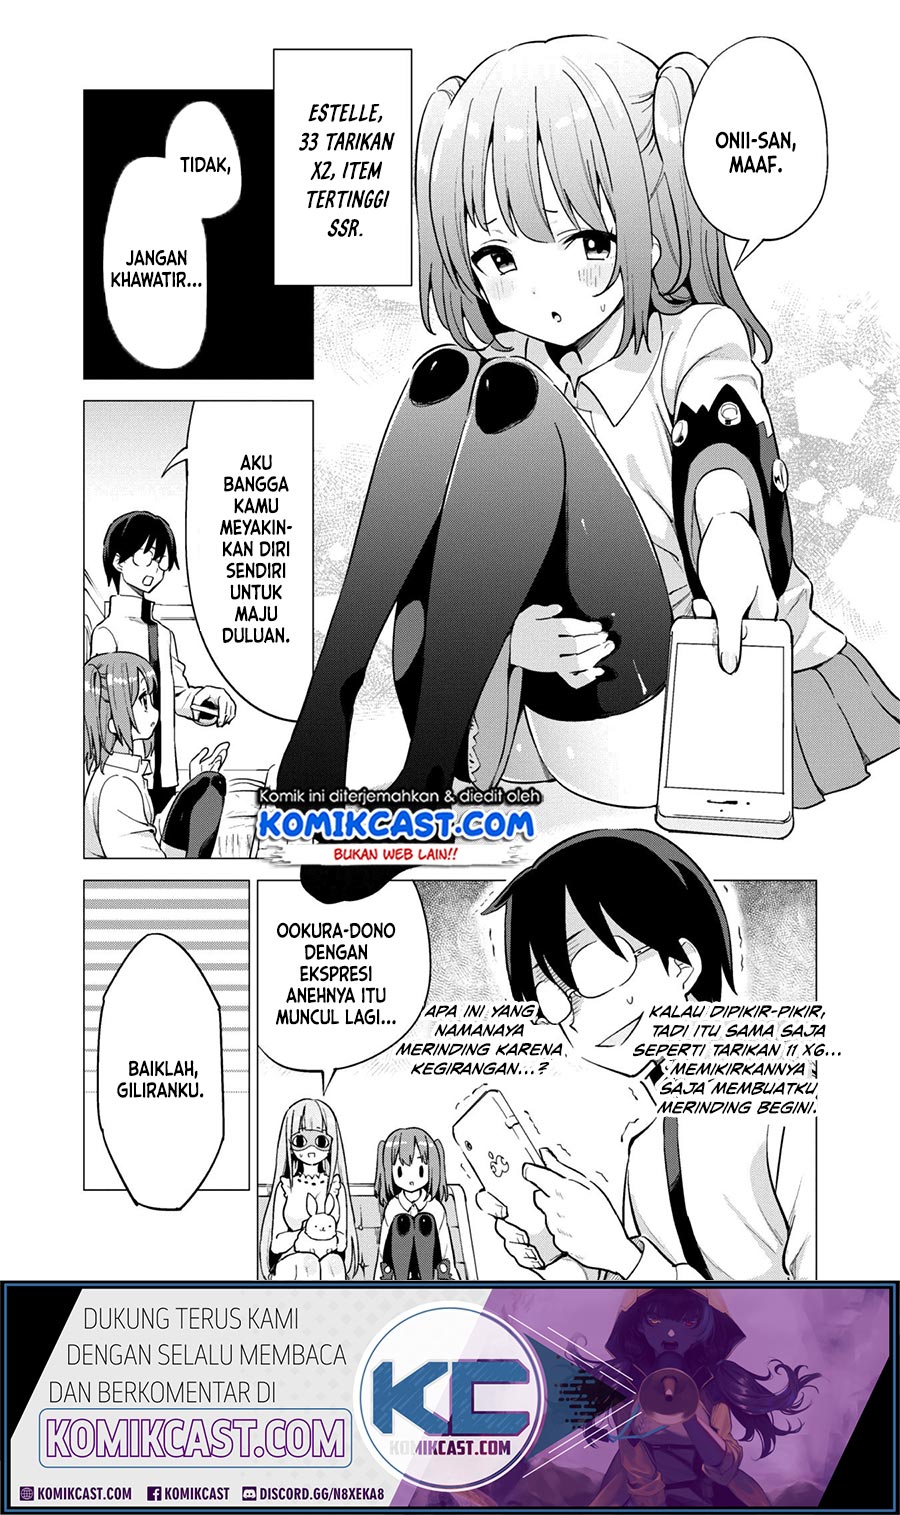 ONII-SAN,
MAAF.
ESTELLE,
33 TARIKAN
X2, ITEM
TERTINGGI
SSR.
TIDAK,
JANGAN
KHAWATIR...
AKU
BANGGA
KAMU
MEYAKIN-
KAN DIRI
SENDIRI
UNTUK
MAJU
DULUAN.
Komik ini diterjemahkan & diedit oleh
KOMIKCAST.COM
BUKAN WEB LAIN!!
KALAU DIPIKIR-PIKIR,
TADI ITU SAMA SAJA
SEPERTI TARIKAN 11 X6...
MEMIKIRKANNYA
SAJA MEMBUATKU
MERINDING BEGINI.
APA INI YANG
NAMANAYA
MERINDING KARENA
KEGIRANGAN...?
OOKURA-DONO
DENGAN
EKSPRESI
ANEHNYA ITU
MUNCUL LAGI...
BAIKLAH,
GILIRANKU.
DUKUNG TERUS KAMI
DENGAN SELALU MEMBACA
DAN BERKOMENTAR DI
KOMIKCAST.COM
KOMIKCAST.COM
KOMIKCAST
DISCORD.GG/N8XEKA8
KC
KOMIKCAST.COM